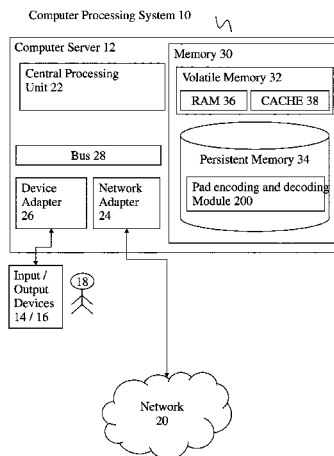 Computer Processing System 10
Computer Server 12
Central Processing
Unit 22
Bus 28
Device
Adapter
26
Network
Adapter
24
Memory 30
Volatile Memory 32
RAM 36
CACHE 38
Persistent Memory 34
Pad encoding and decoding
Module 200
Input /
Output
Devices
14 / 16
18
Network
20